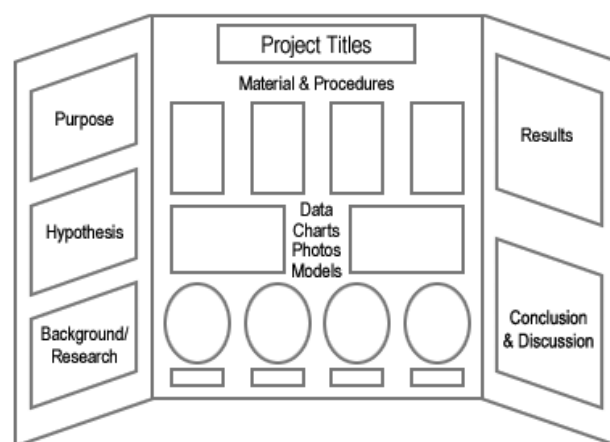 Project Titles
Material & Procedures
Purpose
Hypothesis
Background/
Research
Data
Charts
Photos
Models
Results
Conclusion
& Discussion